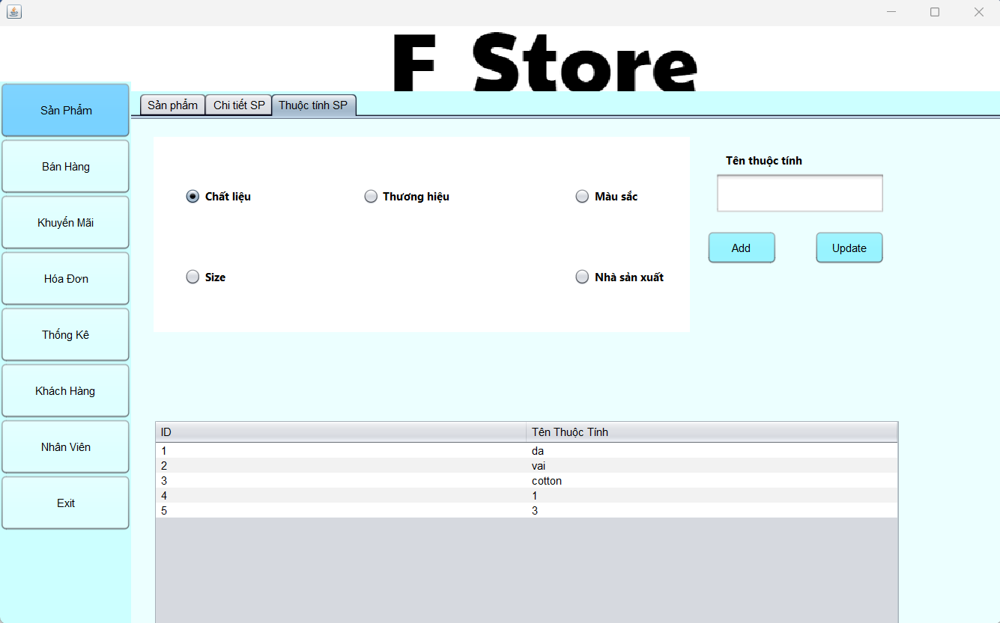 F Store
Sản Phẩm
Bán Hàng
Khuyến Mãi
Hóa Đơn
Thống Kê
Khách Hàng
Nhân Viên
Exit
Sản phẩm Chi tiết SP Thuộc tính SP
Chất liệu Thương hiệu Màu sắc
Size Nhà sản xuất
Tên thuộc tính
Add Update
ID Tên Thuộc Tính
1 da
2 vai
3 cotton
4 1
5 3